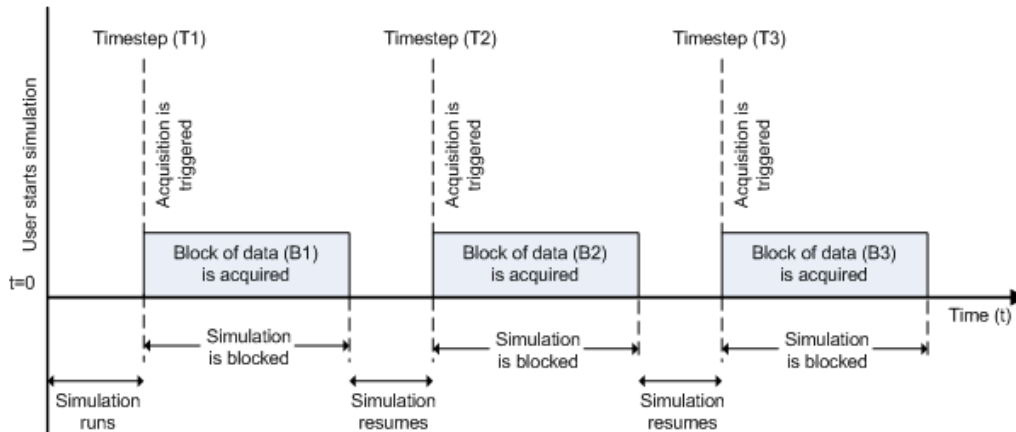 Timestep (T1)
Timestep (T2)
Timestep (T3)
User starts simulation
Acquisition is
triggered
Acquisition is
triggered
Acquisition is
triggered
Block of data (B1)
is acquired
Block of data (B2)
is acquired
Block of data (B3)
is acquired
t=0
Time (t)
Simulation
is blocked
Simulation
is blocked
Simulation
is blocked
Simulation
runs
Simulation
resumes
Simulation
resumes